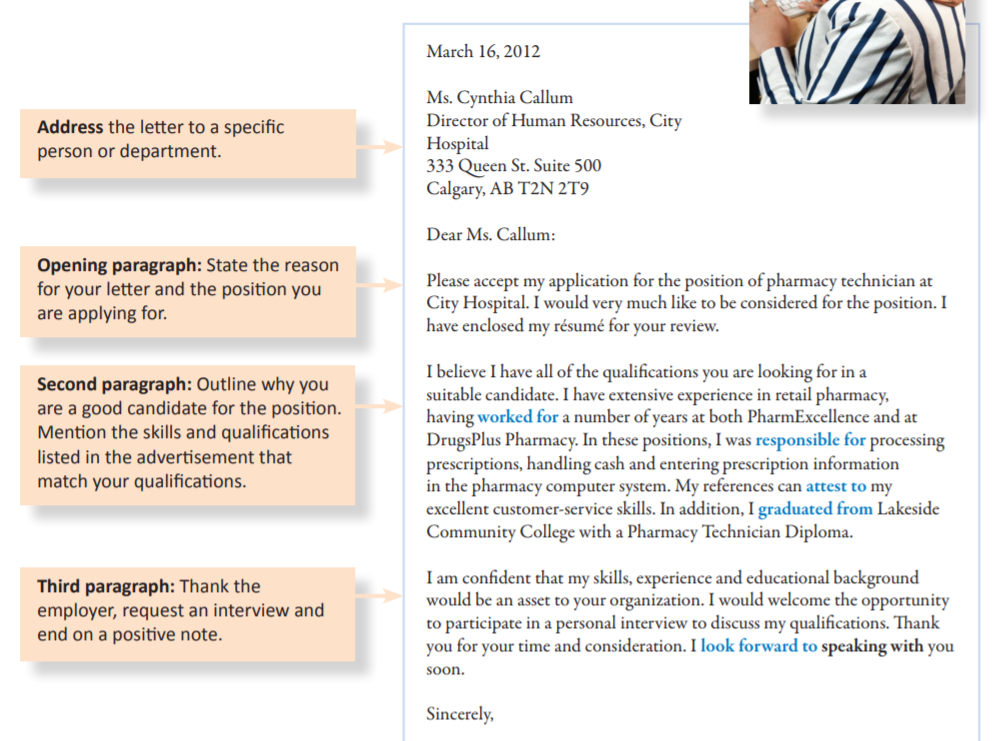 March 16, 2012
Ms. Cynthia Callum
Director of Human Resources, City
Hospital
333 Queen St. Suite 500
Calgary, AB T2N 2T9
Address the letter to a specific
person or department.
Dear Ms. Callum:
Opening paragraph: State the reason
for your letter and the position you
are applying for.
Please accept my application for the position of pharmacy technician at
City Hospital. I would very much like to be considered for the position. I
have enclosed my résumé for your review.
Second paragraph: Outline why you
are a good candidate for the position.
Mention the skills and qualifications
listed in the advertisement that
match your qualifications.
I believe I have all of the qualifications you are looking for in a
suitable candidate. I have extensive experience in retail pharmacy,
having worked for a number of years at both PharmExcellence and at
DrugsPlus Pharmacy. In these positions, I was responsible for processing
prescriptions, handling cash and entering prescription information
in the pharmacy computer system. My references can attest to my
excellent customer-service skills. In addition, I graduated from Lakeside
Community College with a Pharmacy Technician Diploma.
Third paragraph: Thank the
employer, request an interview and
end on a positive note.
I am confident that my skills, experience and educational background
would be an asset to your organization. I would welcome the opportunity
to participate in a personal interview to discuss my qualifications. Thank
you for your time and consideration. I look forward to speaking with you
soon.
Sincerely,